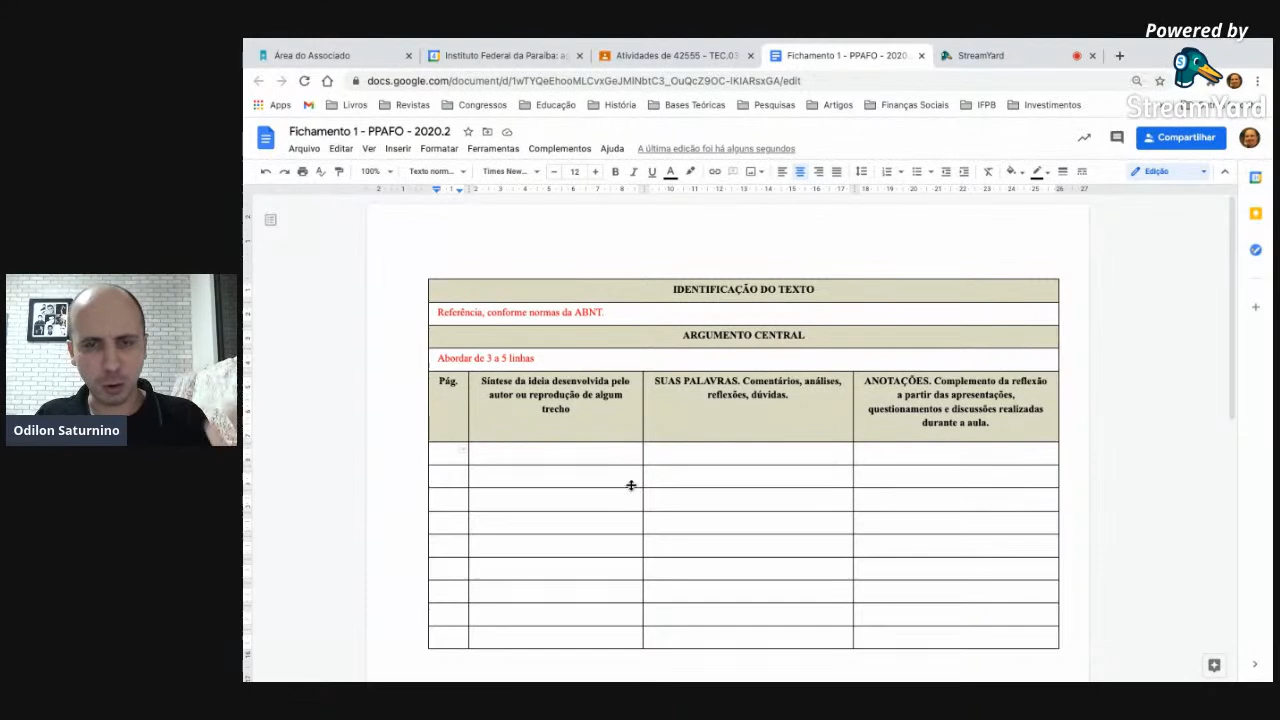 Powered by
StreamYard
Área do Associado
Instituto Federal da Paraíba: ag
Atividades de 42555 - TEC.03
Fichamento 1 - PPAFO - 2020.
StreamYard
docs.google.com/document/d/1wTYQeEhooMLCvxGeJMINbtC3_OuQcZ9OC-IKIARsxGA/edit
Apps
Livros
Revistas
Congressos
Educação
História
Bases Teóricas
Pesquisas
Artigos
Finanças Sociais
IFPB
Investimentos
Fichamento 1 - PPAFO - 2020.2
Arquivo Editar Ver Inserir Formatar Ferramentas Complementos Ajuda A última edição foi há alguns segundos
Compartilhar
100% Texto norm... Times New... 12
Edição
IDENTIFICAÇÃO DO TEXTO
Referência, conforme normas da ABNT.
ARGUMENTO CENTRAL
Abordar de 3 a 5 linhas
Pág.
Síntese da ideia desenvolvida pelo
autor ou reprodução de algum
trecho
SUAS PALAVRAS. Comentários, análises,
reflexões, dúvidas.
ANOTAÇÕES. Complemento da reflexão
a partir das apresentações,
questionamentos e discussões realizadas
durante a aula.
Odilon Saturnino